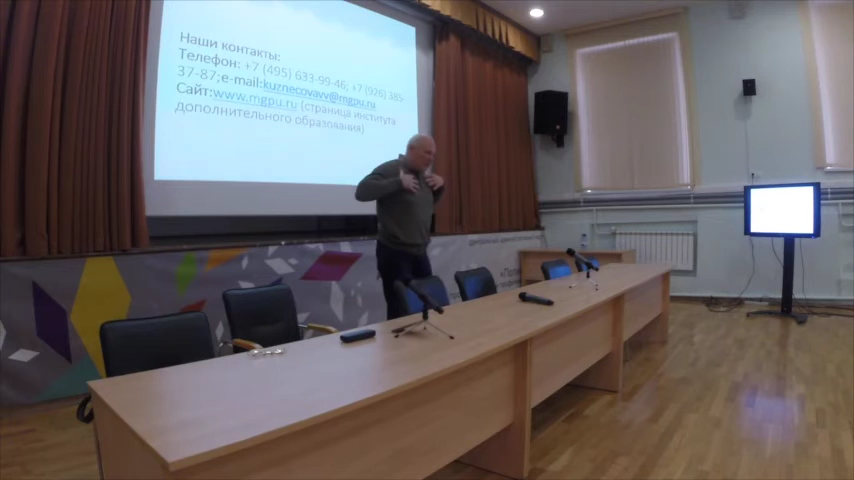 Наши контакты:
Телефон: +7 (495) 633-99-46; +7 (926) 389-
37-87;e-mail:kuznecovavv@mgpu.ru
Сайт:www.mgpu.ru (страница института
дополнительного образования)